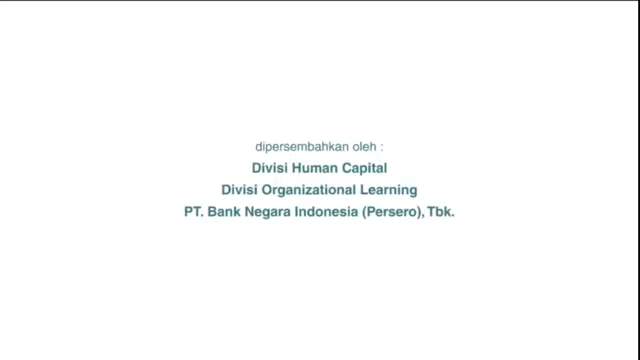 dipersembahkan oleh :
Divisi Human Capital
Divisi Organizational Learning
PT. Bank Negara Indonesia (Persero), Tbk.